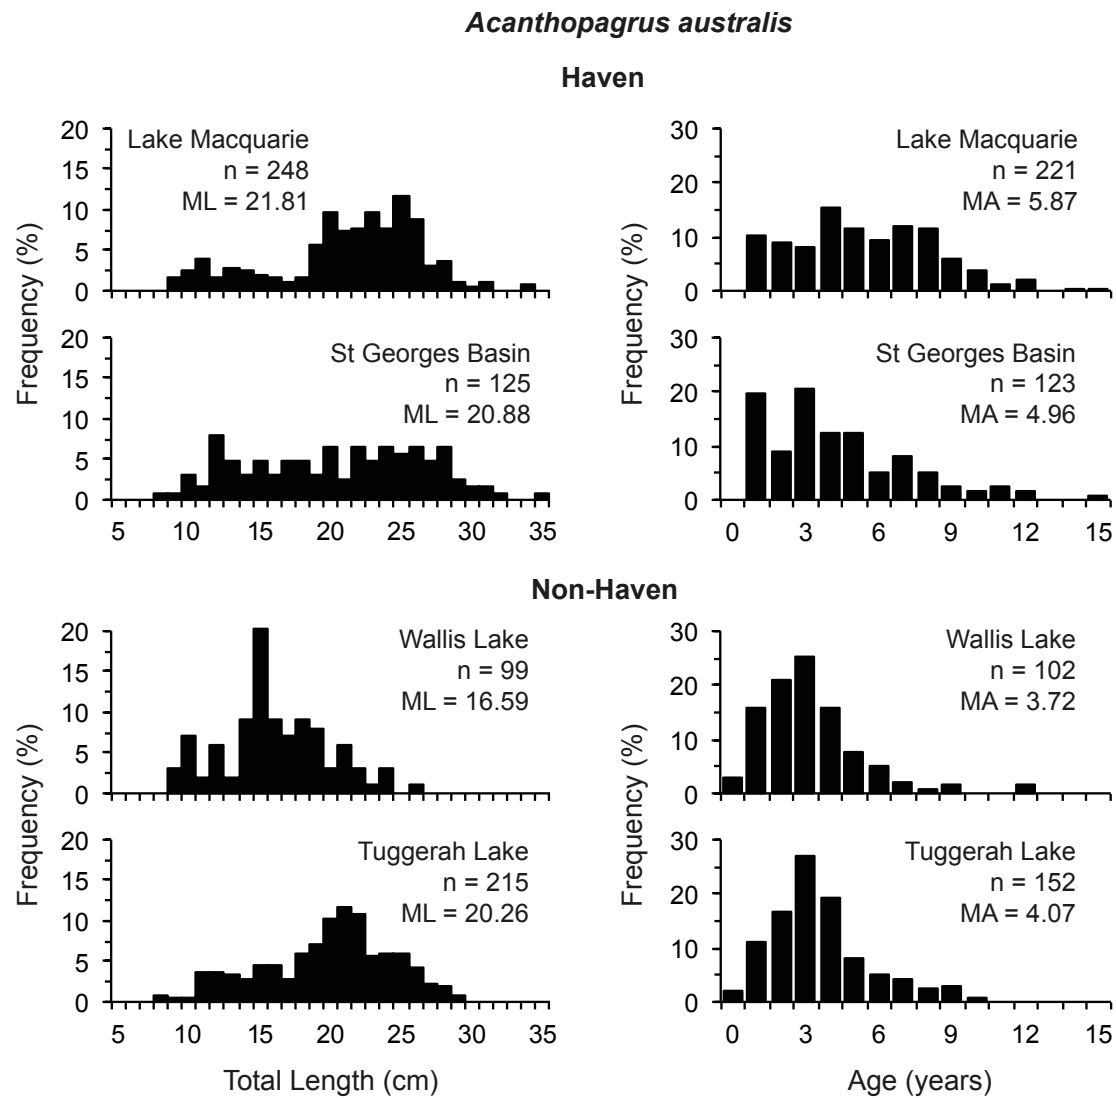 Acanthopagrus australis
Haven
20
15
10
5
0
Frequency (%)
Lake Macquarie
n = 248
ML = 21.81
30
20
10
0
Frequency (%)
Lake Macquarie
n = 221
MA = 5.87
20
15
10
5
0
St Georges Basin
n = 125
ML = 20.88
5 10 15 20 25 30 35
30
20
10
0
St Georges Basin
n = 123
MA = 4.96
0 3 6 9 12 15
Non-Haven
20
15
10
5
0
Frequency (%)
Wallis Lake
n = 99
ML = 16.59
30
20
10
0
Frequency (%)
Wallis Lake
n = 102
MA = 3.72
20
15
10
5
0
Frequency (%)
Tuggerah Lake
n = 215
ML = 20.26
5 10 15 20 25 30 35
Total Length (cm)
30
20
10
0
Frequency (%)
Tuggerah Lake
n = 152
MA = 4.07
0 3 6 9 12 15
Age (years)